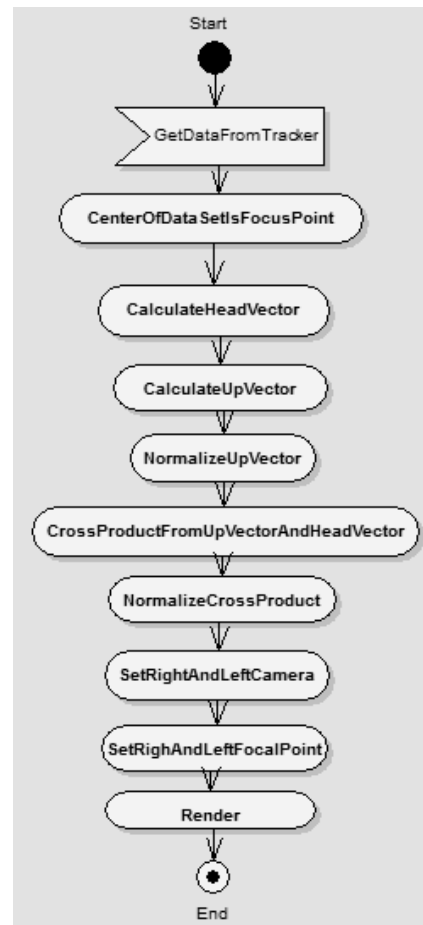 Start
GetDataFromTracker
CenterOfDataSetIsFocusPoint
CalculateHeadVector
CalculateUpVector
NormalizeUpVector
CrossProductFromUpVectorAndHeadVector
NormalizeCrossProduct
SetRightAndLeftCamera
SetRighAndLeftFocalPoint
Render
End